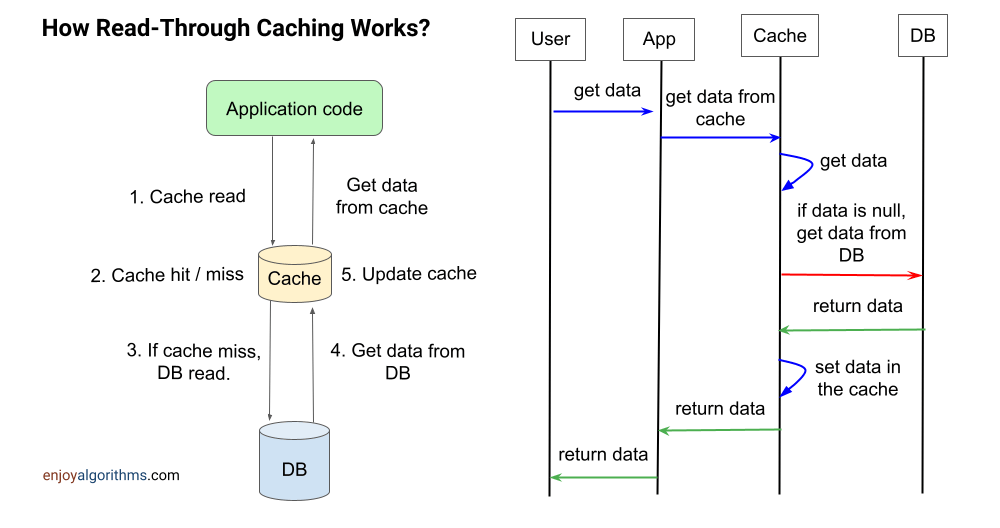 How Read-Through Caching Works?
Application code
1. Cache read
Get data
from cache
2. Cache hit / miss
Cache
5. Update cache
3. If cache miss,
DB read.
4. Get data from
DB
DB
enjoyalgorithms.com
User
App
Cache
DB
get data
get data from
cache
get data
if data is null,
get data from
DB
return data
set data in
the cache
return data
return data